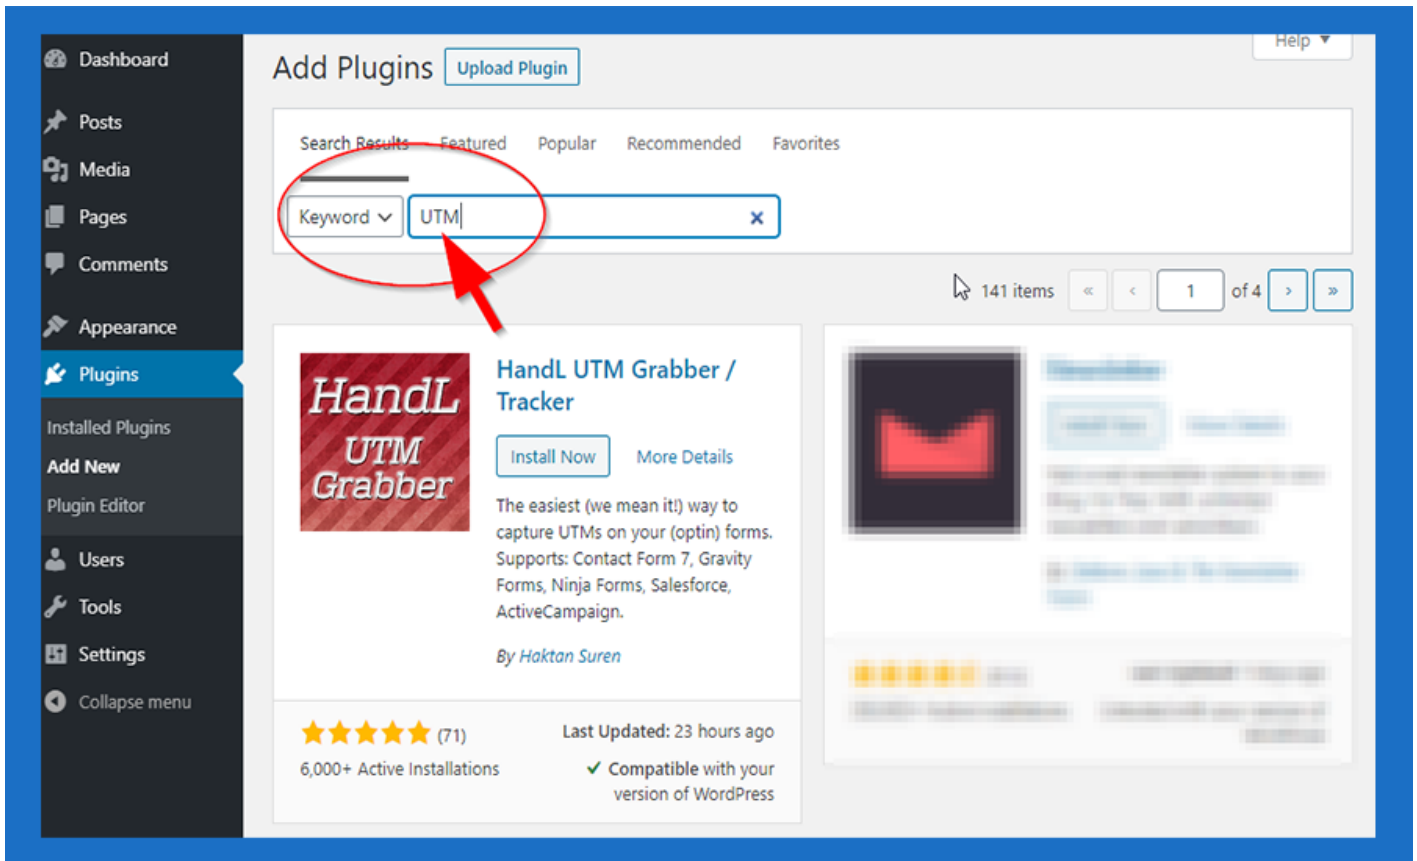 Dashboard
Posts
Media
Pages
Comments
Appearance
Plugins
Installed Plugins
Add New
Plugin Editor
Users
Tools
Settings
Collapse menu
Help ▼
Add Plugins Upload Plugin
Search Results Featured Popular Recommended Favorites
Keyword UTM ×
141 items « ‹ 1 of 4 › »
HandL
UTM
Grabber
HandL UTM Grabber /
Tracker
Install Now More Details
The easiest (we mean it!) way to
capture UTMs on your (optin) forms.
Supports: Contact Form 7, Gravity
Forms, Ninja Forms, Salesforce,
ActiveCampaign.
By Haktan Suren
(71)
6,000+ Active Installations
Last Updated: 23 hours ago
✓ Compatible with your
version of WordPress